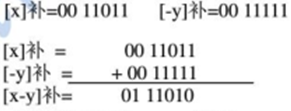 [x]补=00 11011 [-y]补=00 11111
[x]补 = 00 11011
[-y]补 = + 00 11111
[x-y]补= 01 11010